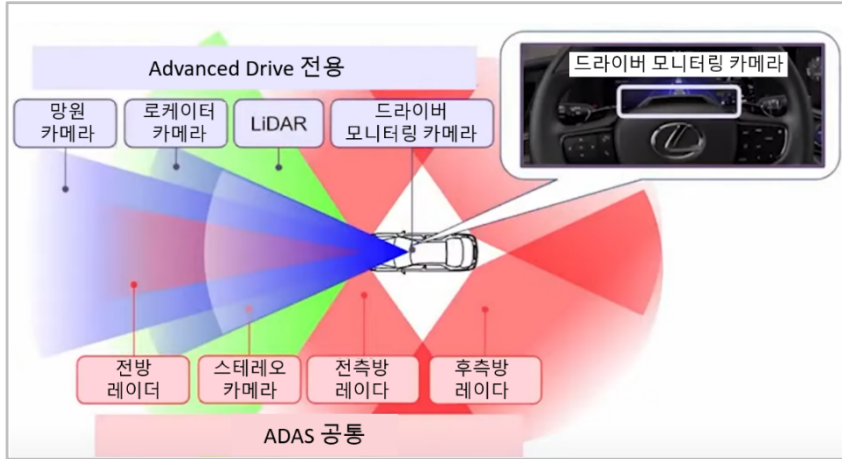 Advanced Drive 전용
드라이버 모니터링 카메라
망원
카메라
로케이터
카메라
LiDAR
드라이버
모니터링 카메라
전방
레이더
스테레오
카메라
전측방
레이다
후측방
레이다
ADAS 공통